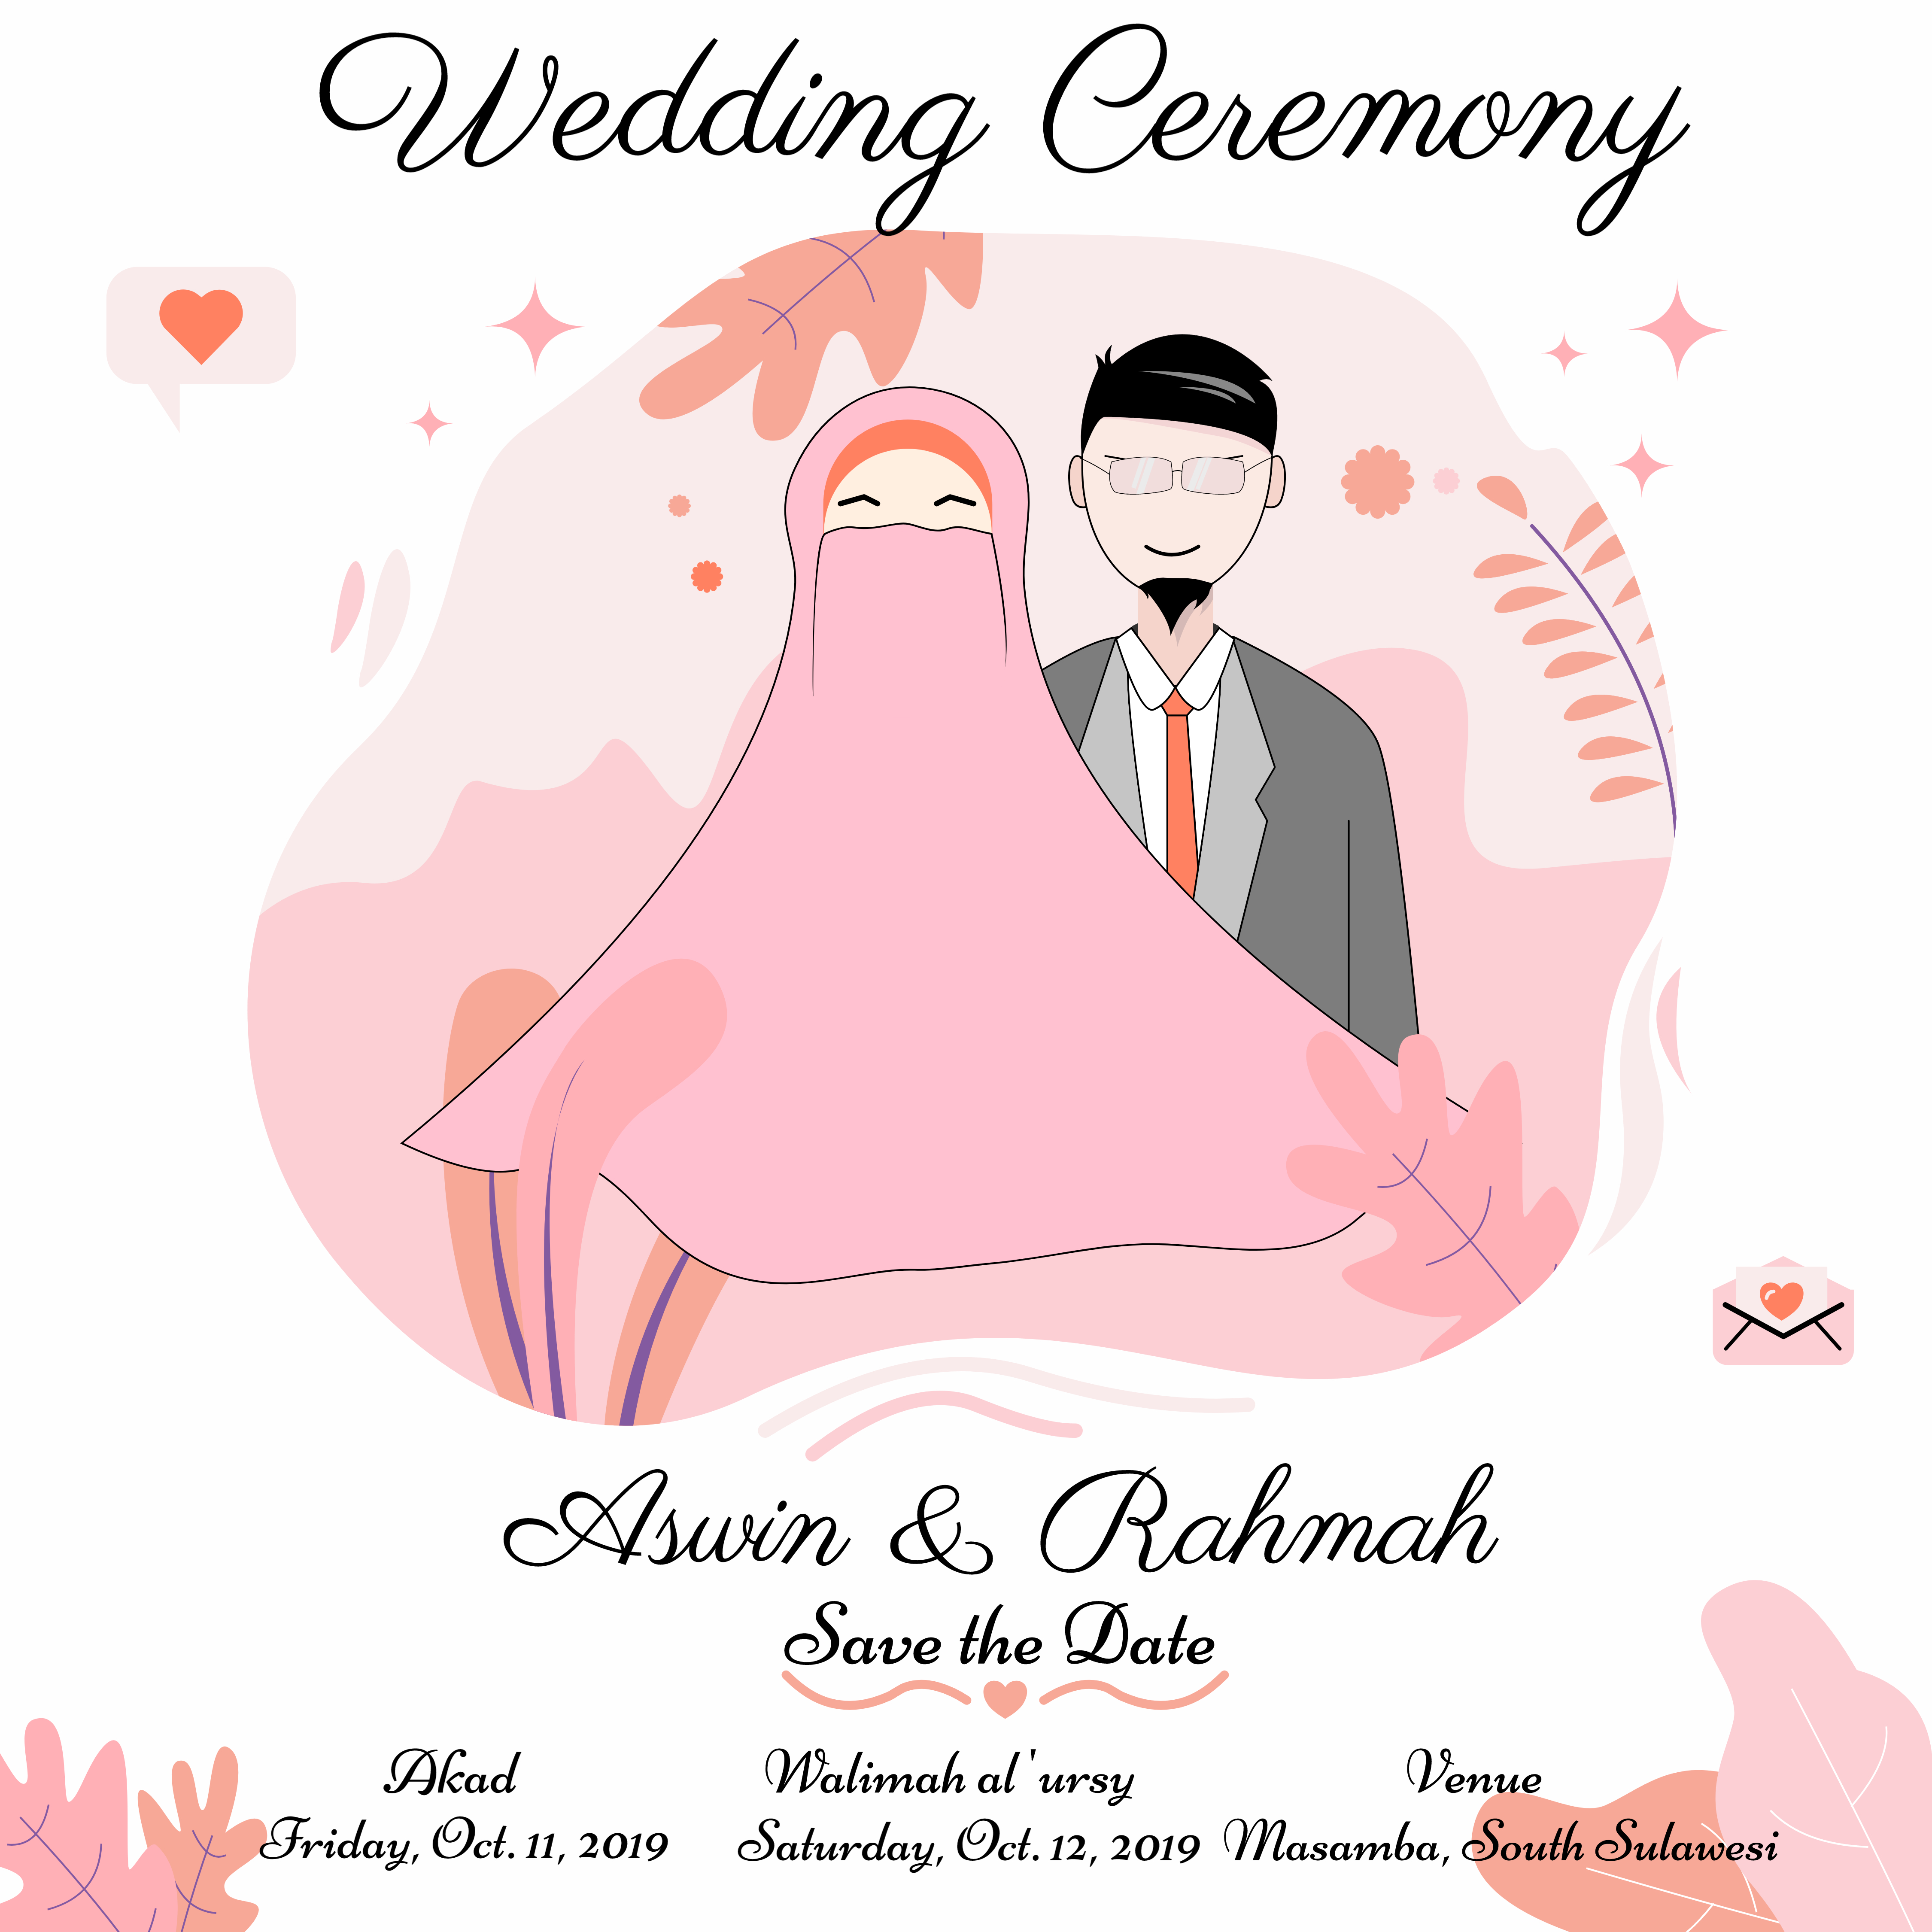 Wedding Ceremony
Aswin & Rahmah
Save the Date
Akad
Friday, Oct. 11, 2019
Walimah al'ursy
Saturday, Oct. 12, 2019
Venue
Masamba, South Sulawesi